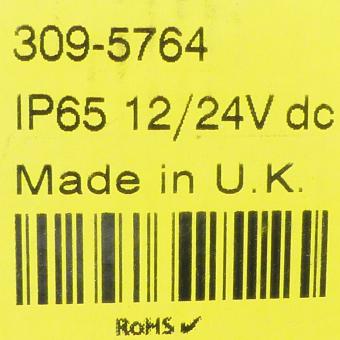 309-5764
IP65 12/24V dc
Made in U.K.
RoHS ✓